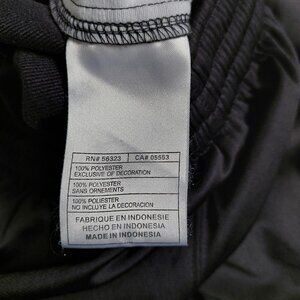 RN# 56323 CA# 05553
100% POLYESTER
EXCLUSIVE OF DECORATION
100% POLYESTER
SANS ORNEMENTS
100% POLIESTER
NO INCLUYE LA DECORACION
FABRIQUE EN INDONESIE
HECHO EN INDONESIA
MADE IN INDONESIA